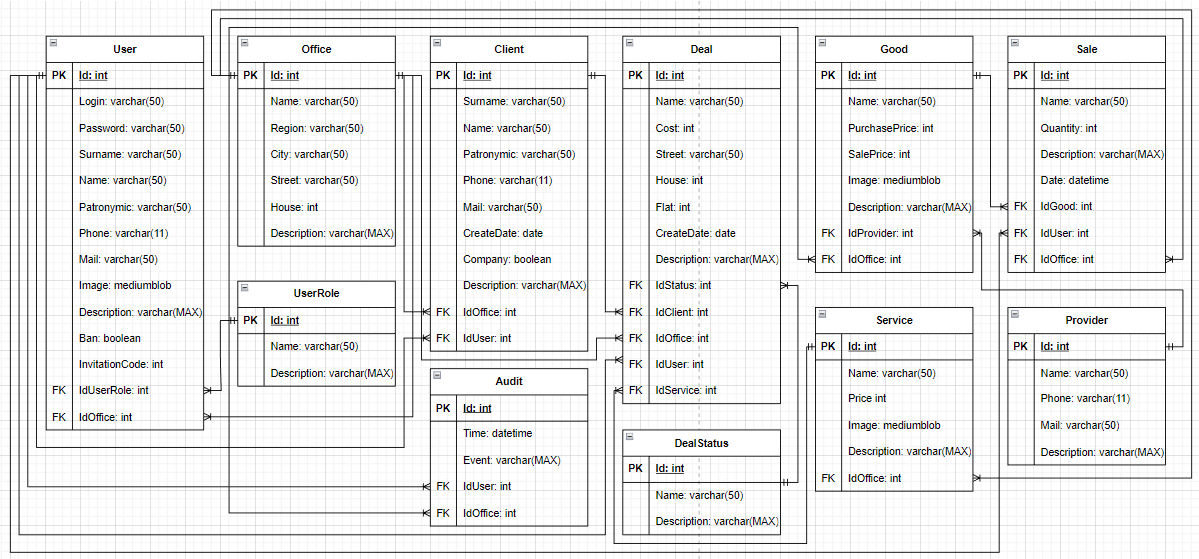 User
PK Id: int
Login: varchar(50)
Password: varchar(50)
Surname: varchar(50)
Name: varchar(50)
Patronymic: varchar(50)
Phone: varchar(11)
Mail: varchar(50)
Image: mediumblob
Description: varchar(MAX)
Ban: boolean
InvitationCode: int
FK IdUserRole: int
FK IdOffice: int
Office
PK Id: int
Name: varchar(50)
Region: varchar(50)
City: varchar(50)
Street: varchar(50)
House: int
Description: varchar(MAX)
UserRole
PK Id: int
Name: varchar(50)
Description: varchar(MAX)
Client
PK Id: int
Surname: varchar(50)
Name: varchar(50)
Patronymic: varchar(50)
Phone: varchar(11)
Mail: varchar(50)
CreateDate: date
Company: boolean
Description: varchar(MAX)
FK IdOffice: int
FK IdUser: int
Audit
PK Id: int
Time: datetime
Event: varchar(MAX)
FK IdUser: int
FK IdOffice: int
Deal
PK Id: int
Name: varchar(50)
Cost: int
Street: varchar(50)
House: int
Flat: int
CreateDate: date
Description: varchar(MAX)
FK IdStatus: int
FK IdClient: int
FK IdOffice: int
FK IdUser: int
FK IdService: int
DealStatus
PK Id: int
Name: varchar(50)
Description: varchar(MAX)
Good
PK Id: int
Name: varchar(50)
PurchasePrice: int
SalePrice: int
Image: mediumblob
Description: varchar(MAX)
FK IdProvider: int
FK IdOffice: int
Service
PK Id: int
Name: varchar(50)
Price int
Image: mediumblob
Description: varchar(MAX)
FK IdOffice: int
Sale
PK Id: int
Name: varchar(50)
Quantity: int
Description: varchar(MAX)
Date: datetime
FK IdGood: int
FK IdUser: int
FK IdOffice: int
Provider
PK Id: int
Name: varchar(50)
Phone: varchar(11)
Mail: varchar(50)
Description: varchar(MAX)